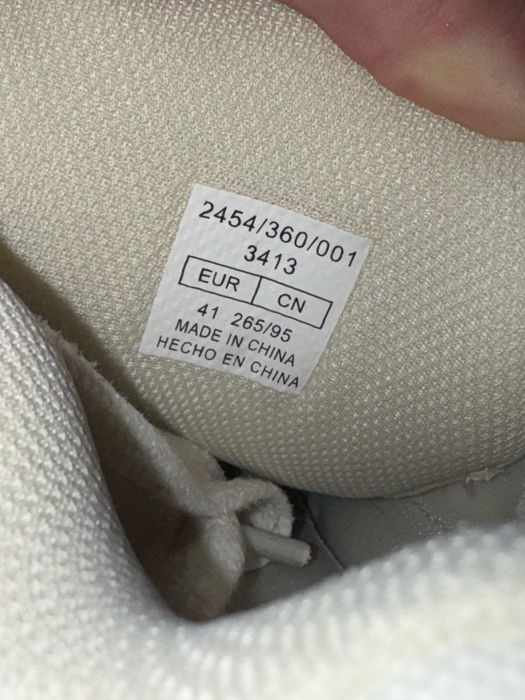 2454/360/001
3413
EUR CN
41 265/95
MADE IN CHINA
HECHO EN CHINA